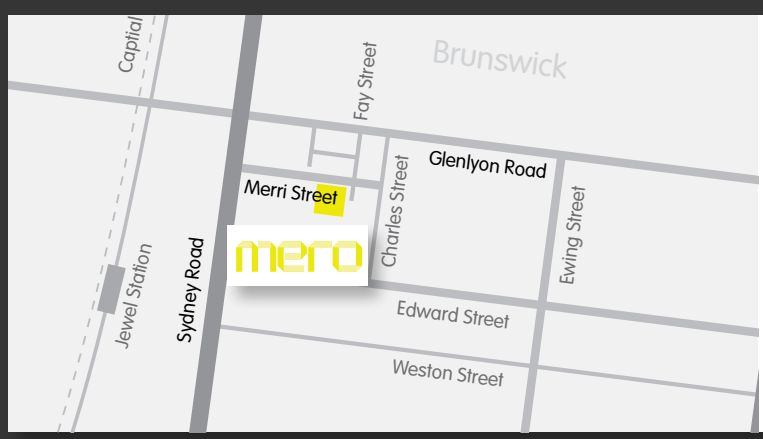 Captial
Fay Street
Brunswick
Glenlyon Road
Merri Street
Charles Street
Ewing Street
mero
Sydney Road
Jewel Station
Edward Street
Weston Street